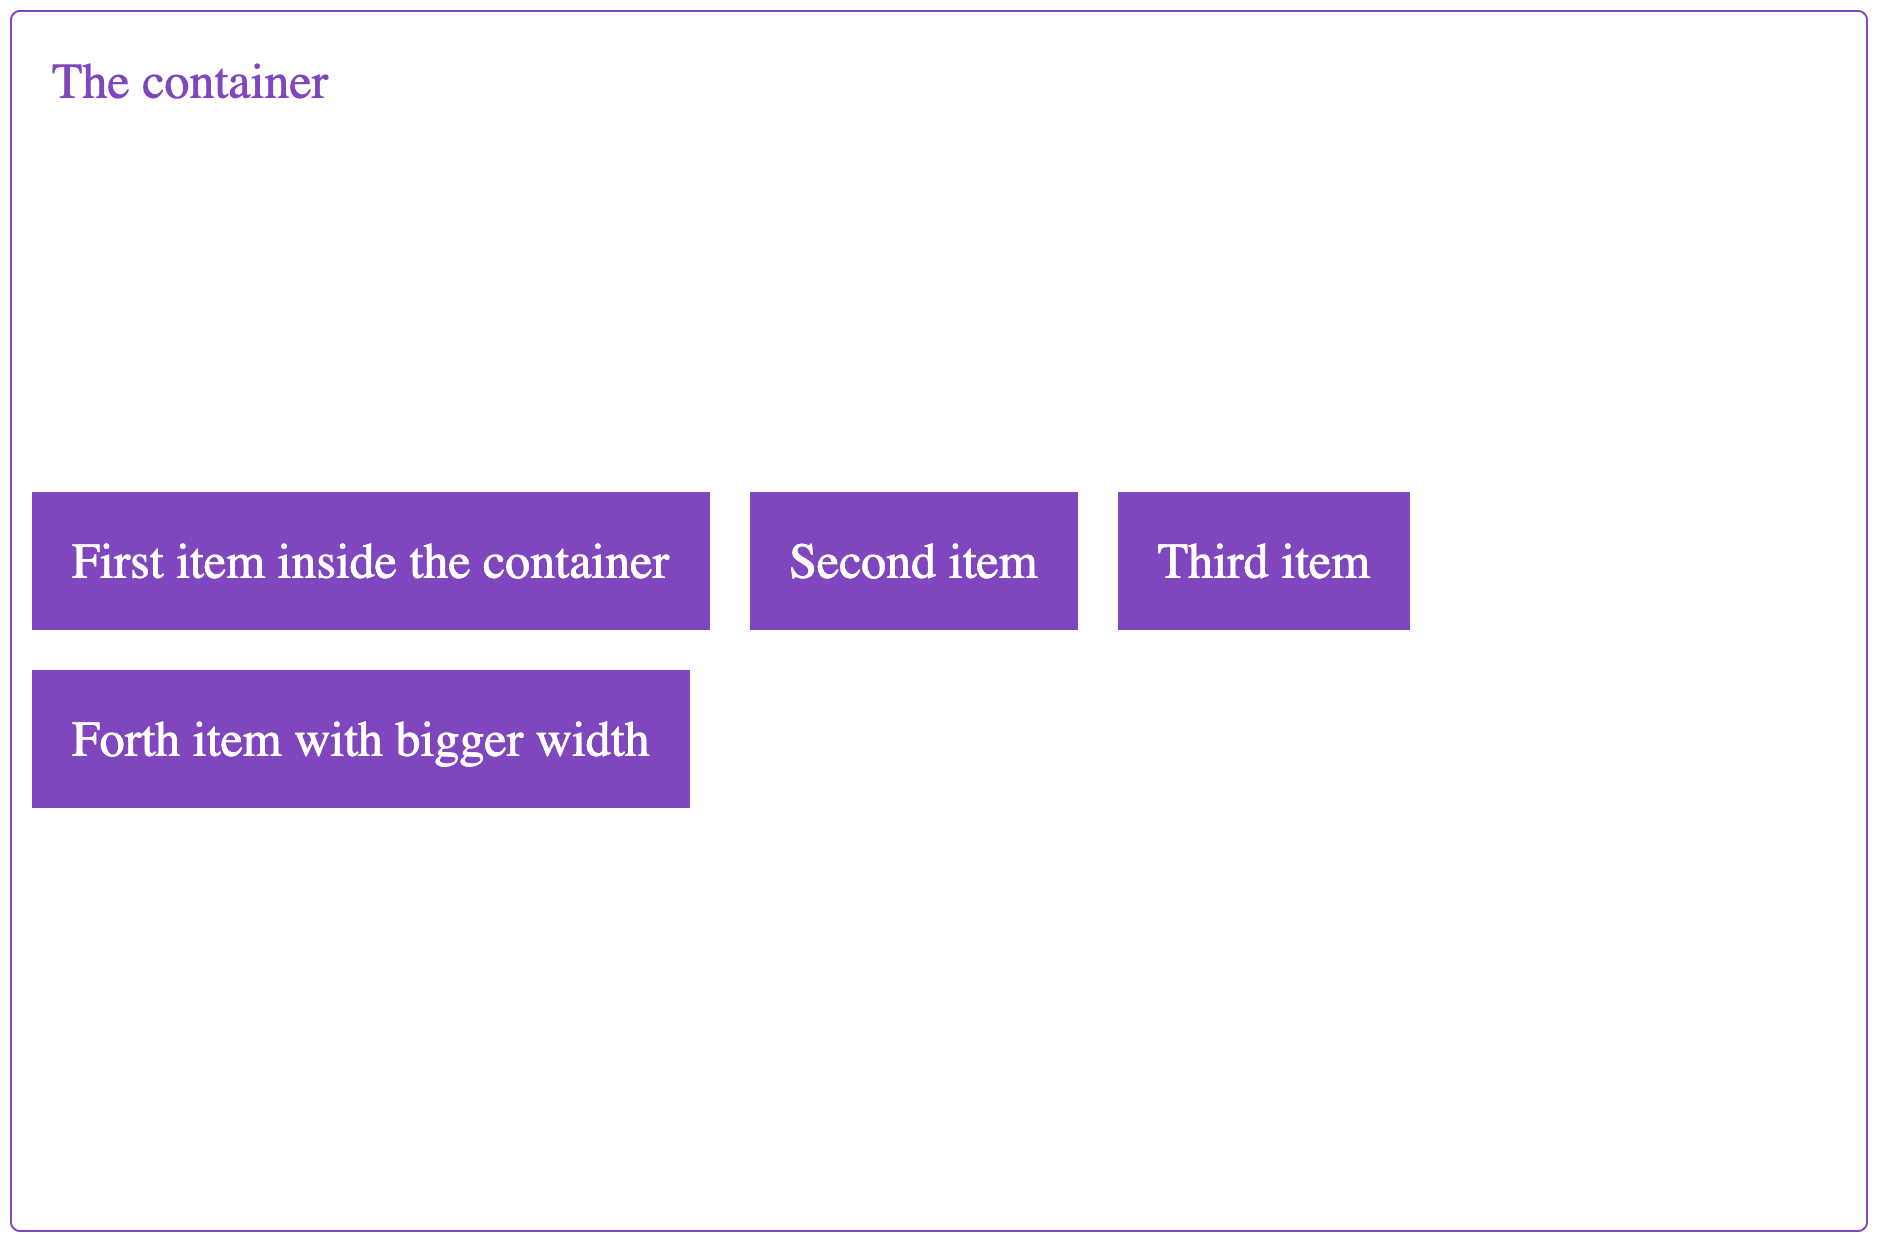 The container
First item inside the container
Second item
Third item
Forth item with bigger width